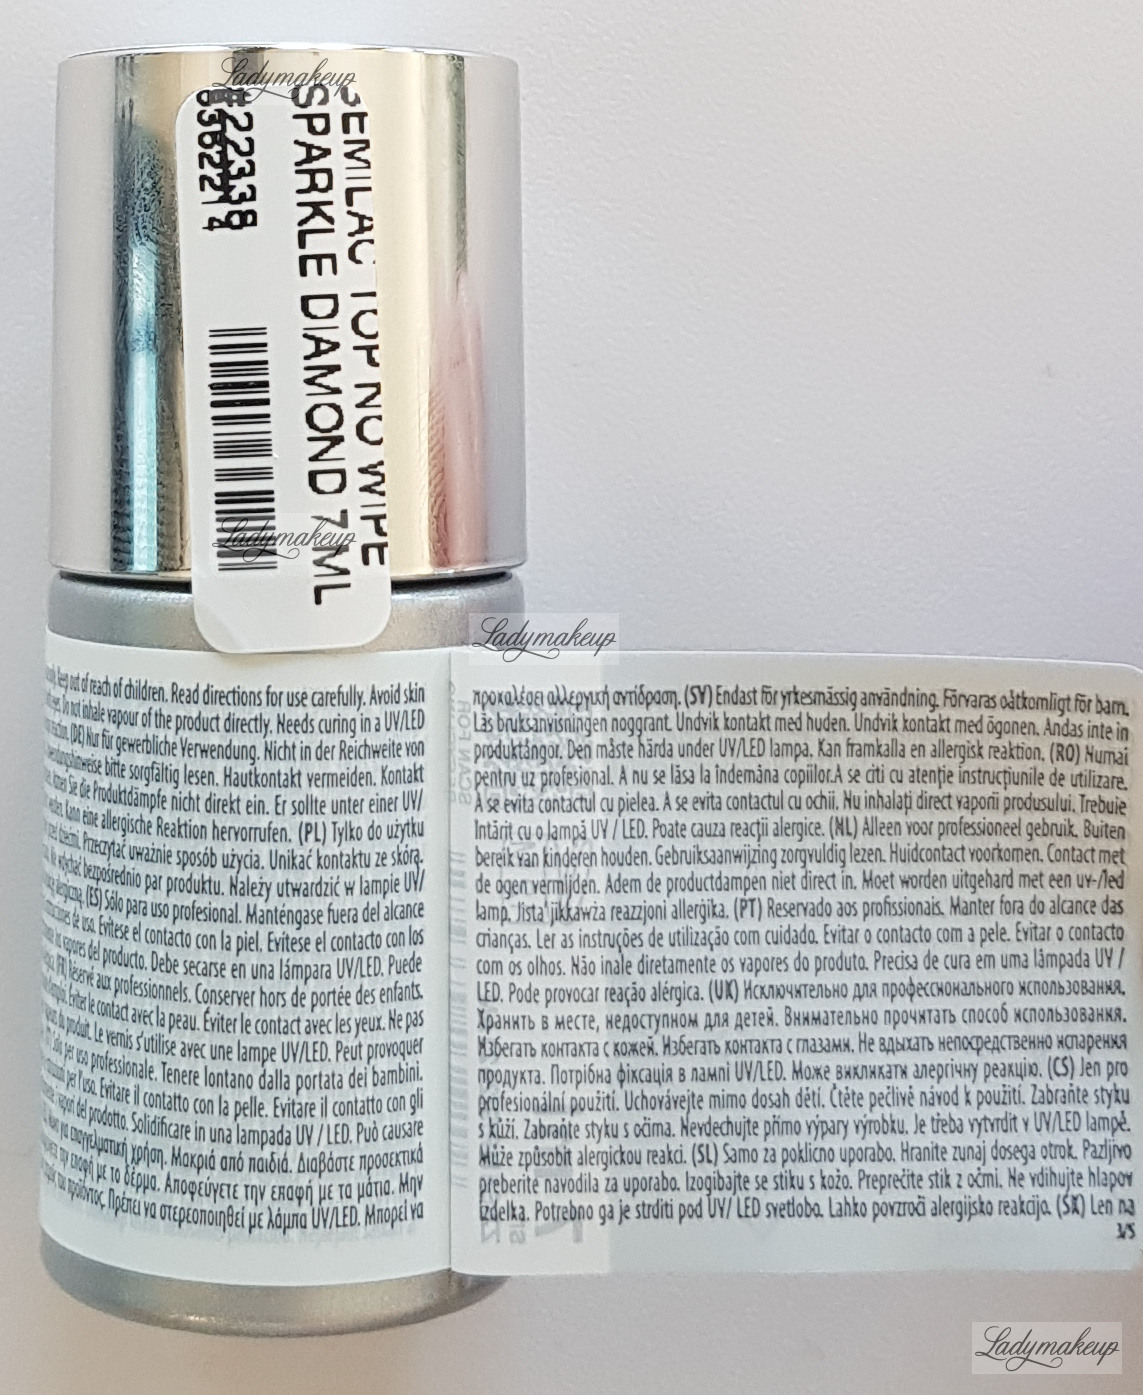 Ladymakeup
SEMILAC TOP NO WIPE
SPARKLE DIAMOND 7ML
#22338
Ladymakeup
Ladymakeup
Keep out of reach of children. Read directions for use carefully. Avoid skin
Do not inhale vapour of the product directly. Needs curing in a UV/LED
reaction. (DE) Nur für gewerbliche Verwendung. Nicht in der Reichweite von
bitte sorgfältig lesen. Hautkontakt vermeiden. Kontakt
Sie die Produktdämpfe nicht direkt ein. Er sollte unter einer UV/
Kann eine allergische Reaktion hervorrufen. (PL) Tylko do użytku
dziećmi. Przeczytać uważnie sposób użycia. Unikać kontaktu ze skórą.
Nie wdychać bezpośrednio par produktu. Należy utwardzić w lampie UV/
(ES) Sólo para uso profesional. Manténgase fuera del alcance
de uso. Evítese el contacto con la piel. Evítese el contacto con los
vapores del producto. Debe secarse en una lámpara UV/LED. Puede
(FR) Réservé aux professionnels. Conserver hors de portée des enfants.
Éviter le contact avec la peau. Éviter le contact avec les yeux. Ne pas
du produit. Le vernis s'utilise avec une lampe UV/LED. Peut provoquer
Solo per uso professionale. Tenere lontano dalla portata dei bambini.
per l'uso. Evitare il contatto con la pelle. Evitare il contatto con gli
vapori del prodotto. Solidificare in una lampada UV / LED. Può causare
για επαγγελματική χρήση. Μακριά από παιδιά. Διαβάστε προσεκτικά
την επαφή με το δέρμα. Αποφεύγετε την επαφή με τα μάτια. Μην
του προϊόντος. Πρέπει να στερεοποιηθεί με λάμπα UV/LED. Μπορεί να
προκαλέσει αλλεργική αντίδραση. (SV) Endast för yrkesmässig användning. Förvaras oåtkomligt för barn.
Läs bruksanvisningen noggrant. Undvik kontakt med huden. Undvik kontakt med ögonen. Andas inte in
produktångor. Den måste härda under UV/LED lampa. Kan framkalla en allergisk reaktion. (RO) Numai
pentru uz profesional. A nu se lăsa la îndemâna copiilor.A se citi cu atenție instrucțiunile de utilizare.
A se evita contactul cu pielea. A se evita contactul cu ochii. Nu inhalați direct vaporii produsului. Trebuie
întărit cu o lampă UV / LED. Poate cauza reacții alergice. (NL) Alleen voor professioneel gebruik. Buiten
bereik van kinderen houden. Gebruiksaanwijzing zorgvuldig lezen. Huidcontact voorkomen. Contact met
de ogen vermijden. Adem de productdampen niet direct in. Moet worden uitgehard met een uv-/led
lamp. Jista' jikkawża reazzjoni allerġika. (PT) Reservado aos profissionais. Manter fora do alcance das
crianças. Ler as instruções de utilização com cuidado. Evitar o contacto com a pele. Evitar o contacto
com os olhos. Não inale diretamente os vapores do produto. Precisa de cura em uma lâmpada UV /
LED. Pode provocar reação alérgica. (UK) Исключительно для профессионального использования.
Хранить в месте, недоступном для детей. Внимательно прочитать способ использования.
Избегать контакта с кожей. Избегать контакта с глазами. Не вдыхать непосредственно испарения
продукта. Потрібна фіксація в лампі UV/LED. Може викликати алергічну реакцію. (CS) Jen pro
profesionální použití. Uchovávejte mimo dosah dětí. Čtěte pečlivě návod k použití. Zabraňte styku
s kůží. Zabraňte styku s očima. Nevdechujte přímo výpary výrobku. Je třeba vytvrdit v UV/LED lampě.
Může způsobit alergickou reakci. (SL) Samo za poklicno uporabo. Hranite zunaj dosega otrok. Pazljivo
preberite navodila za uporabo. Izogibajte se stiku s kožo. Preprečite stik z očmi. Ne vdihujte hlapov
izdelka. Potrebno ga je strditi pod UV/ LED svetlobo. Lahko povzroči alergijsko reakcijo. (SK) Len na
3/5
Ladymakeup